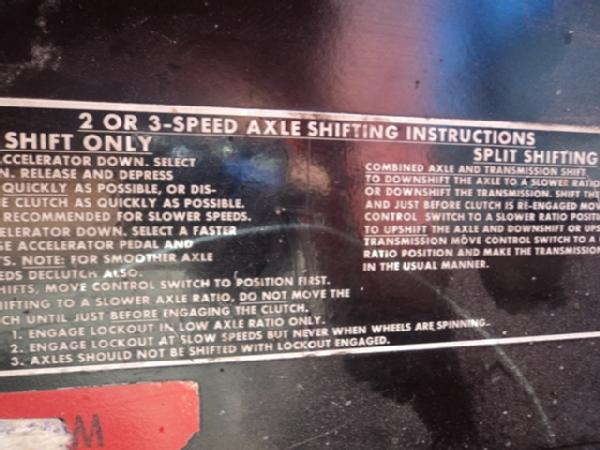 2 OR 3-SPEED AXLE SHIFTING INSTRUCTIONS
SHIFT ONLY
ACCELERATOR DOWN. SELECT
N. RELEASE AND DEPRESS
QUICKLY AS POSSIBLE, OR DIS-
E CLUTCH AS QUICKLY AS POSSIBLE.
RECOMMENDED FOR SLOWER SPEEDS.
ELERATOR DOWN. SELECT A FASTER
SE ACCELERATOR PEDAL AND
TS. NOTE: FOR SMOOTHER AXLE
EEDS DECLUTCH ALSO.
HIFTS, MOVE CONTROL SWITCH TO POSITION FIRST.
HIFTING TO A SLOWER AXLE RATIO, DO NOT MOVE THE
CH UNTIL JUST BEFORE ENGAGING THE CLUTCH.
1. ENGAGE LOCKOUT IN LOW AXLE RATIO ONLY.
2. ENGAGE LOCKOUT AT SLOW SPEEDS BUT NEVER WHEN WHEELS ARE SPINNING.
3. AXLES SHOULD NOT BE SHIFTED WITH LOCKOUT ENGAGED.
SPLIT SHIFTING
COMBINED AXLE AND TRANSMISSION SHIFT.
TO DOWNSHIFT THE AXLE TO A SLOWER RATIO
OR DOWNSHIFT THE TRANSMISSION. SHIFT THE
AND JUST BEFORE CLUTCH IS RE-ENGAGED MOV
CONTROL SWITCH TO A SLOWER RATIO POSITIO
TO UPSHIFT THE AXLE AND DOWNSHIFT OR UPS
TRANSMISSION MOVE CONTROL SWITCH TO A
RATIO POSITION AND MAKE THE TRANSMISSION
IN THE USUAL MANNER.
M